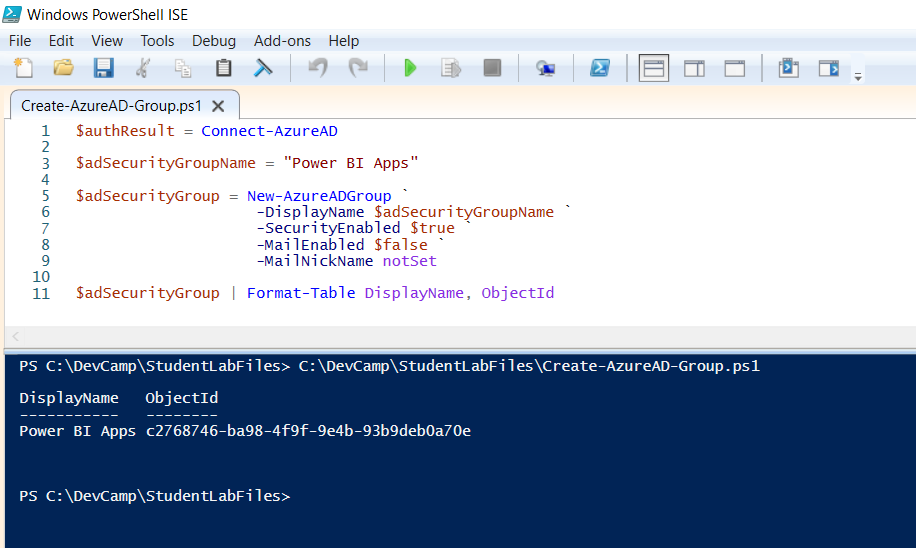 Windows PowerShell ISE
File Edit View Tools Debug Add-ons Help
Create-AzureAD-Group.ps1
1 $authResult = Connect-AzureAD
2
3 $adSecurityGroupName = "Power BI Apps"
4
5 $adSecurityGroup = New-AzureADGroup `
6 -DisplayName $adSecurityGroupName `
7 -SecurityEnabled $true `
8 -MailEnabled $false `
9 -MailNickName notSet
10
11 $adSecurityGroup | Format-Table DisplayName, ObjectId
PS C:\DevCamp\StudentLabFiles> C:\DevCamp\StudentLabFiles\Create-AzureAD-Group.ps1
DisplayName ObjectId
----------- --------
Power BI Apps c2768746-ba98-4f9f-9e4b-93b9deb0a70e
PS C:\DevCamp\StudentLabFiles>